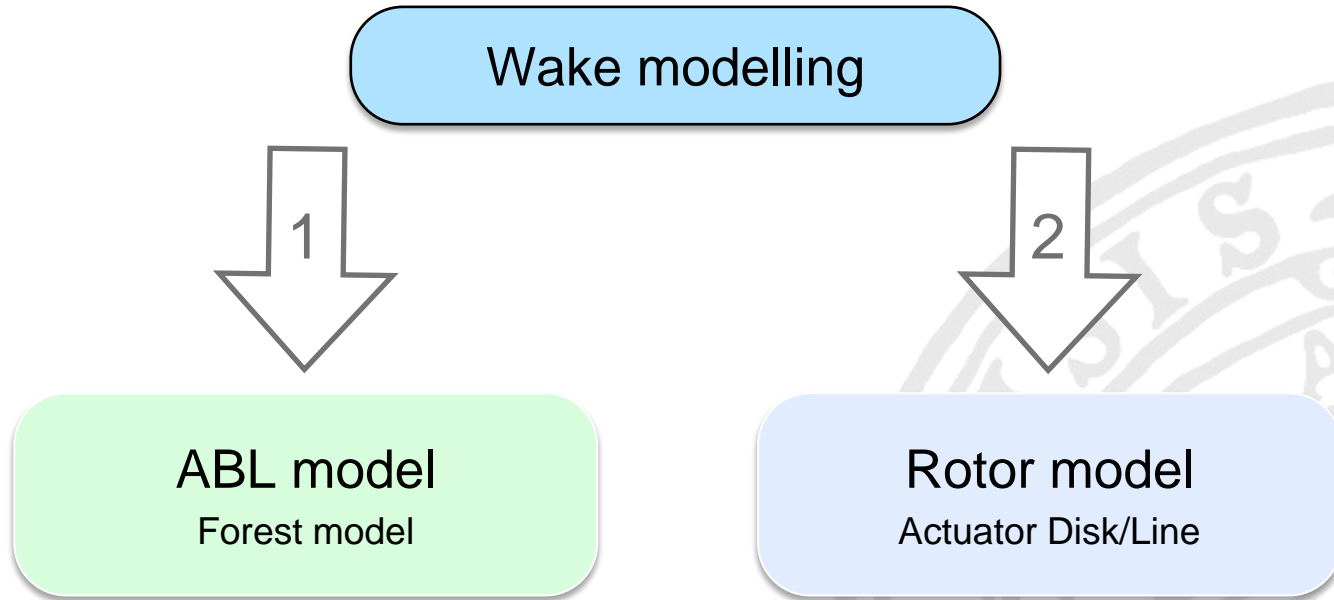 Wake modelling
1
2
ABL model
Forest model
Rotor model
Actuator Disk/Line